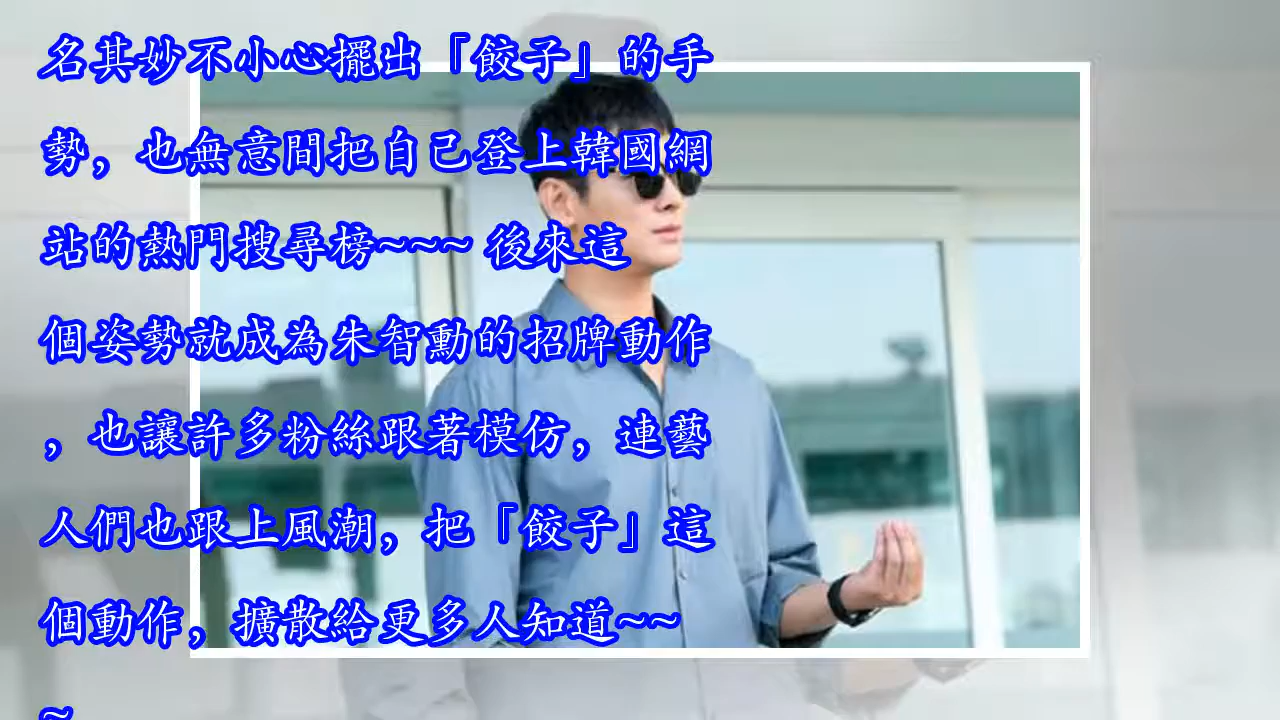 名其妙不小心擺出「餃子」的手
勢，也無意間把自己登上韓國網
站的熱門搜尋榜~~~ 後來這
個姿勢就成為朱智勳的招牌動作
，也讓許多粉絲跟著模仿，連藝
人們也跟上風潮，把「餃子」這
個動作，擴散給更多人知道~~
~